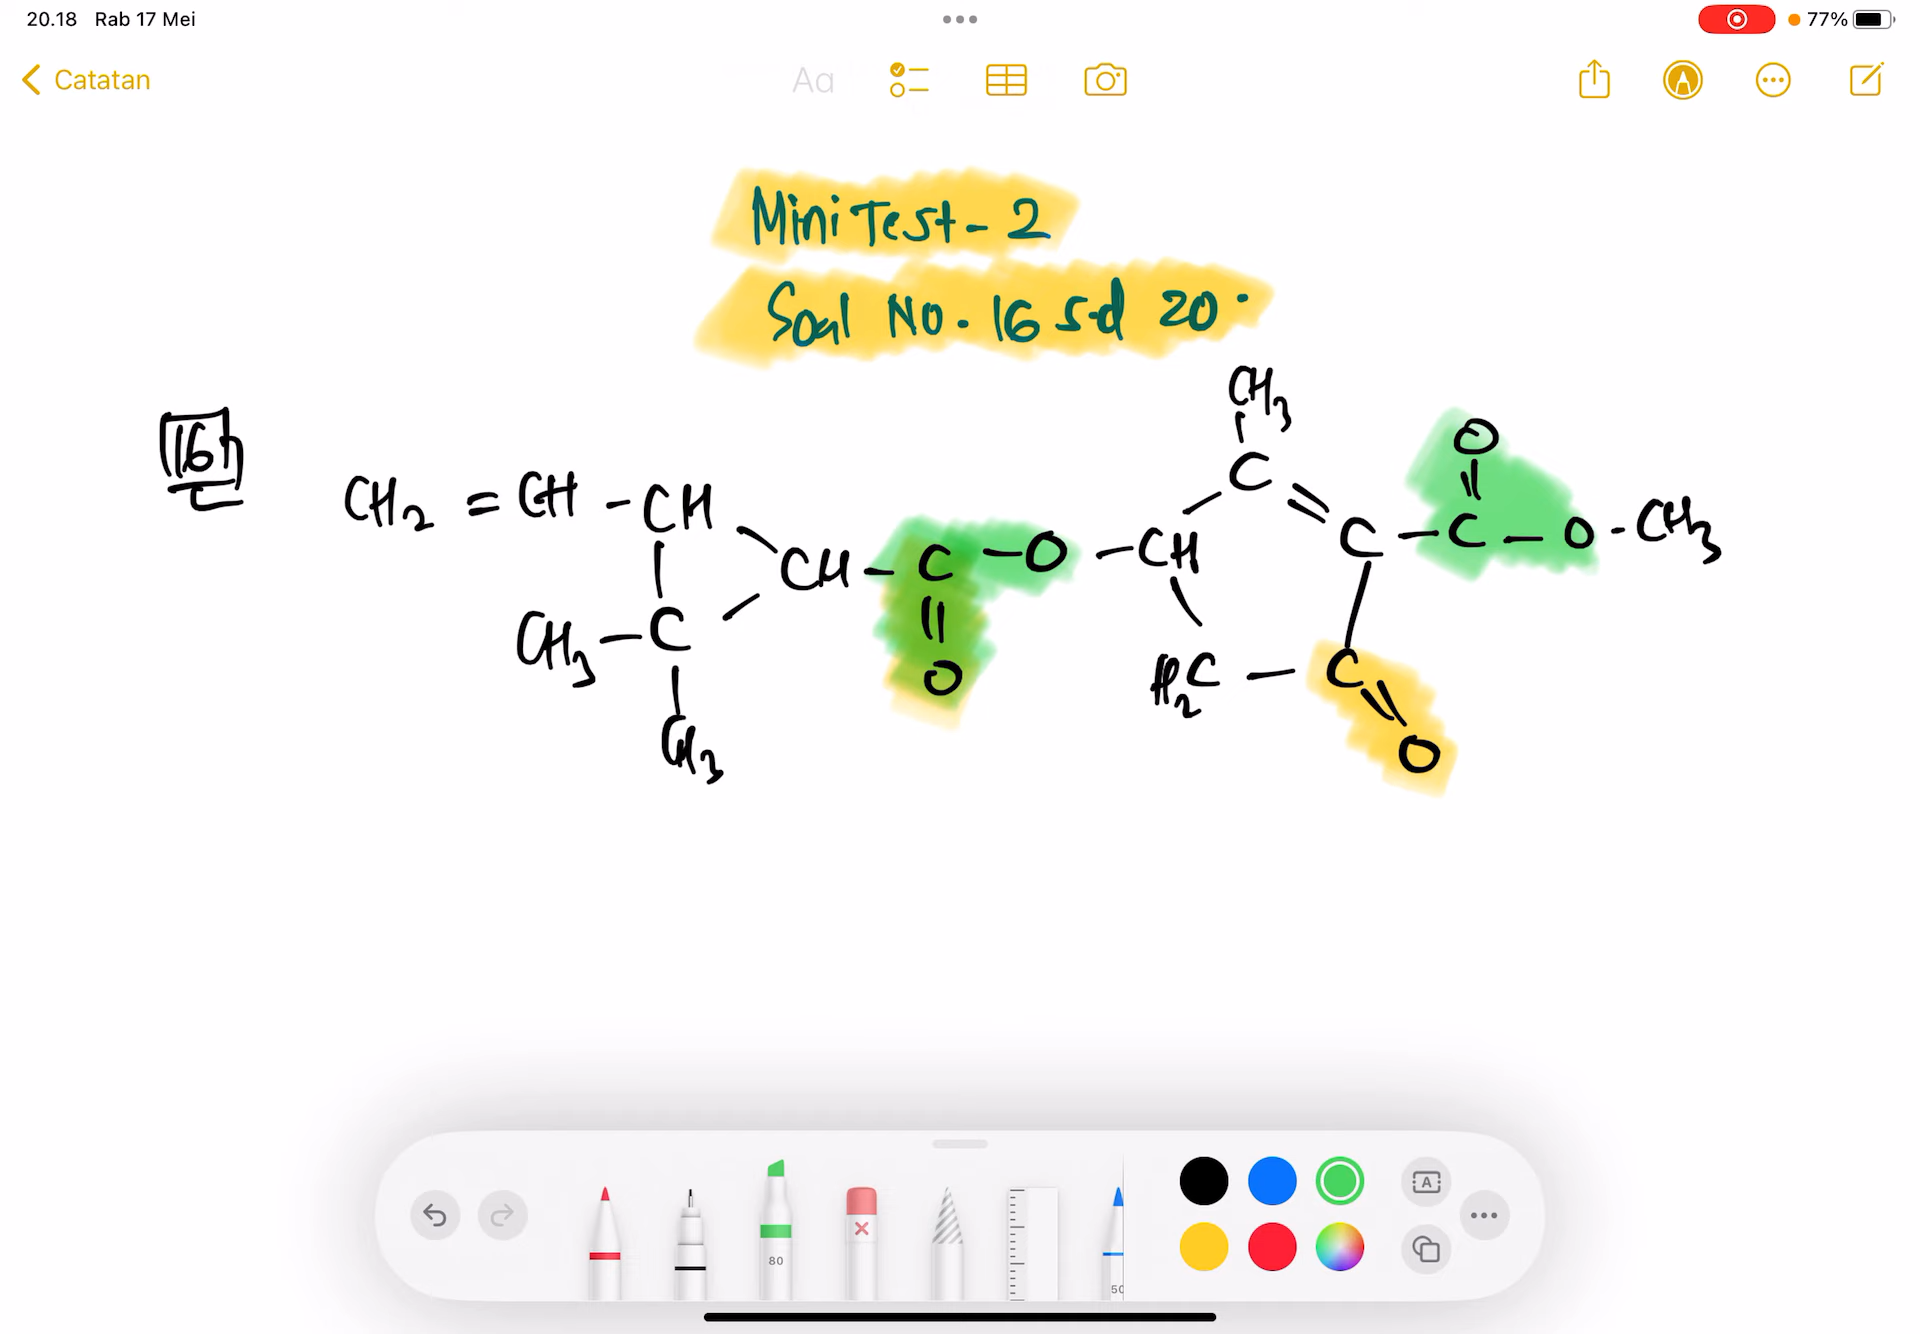 20.18 Rab 17 Mei
77%
Catatan
Aa
Mini Test - 2
Soal No. 16 s.d 20.
16
CH3
O
C
CH2 = CH - CH
C = C - C - O - CH3
CH - C - O - CH
CH3 - C
O
H2C - C
O
CH3
A
80
50